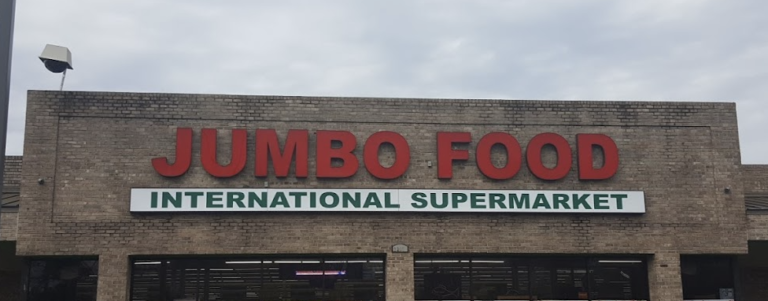 JUMBO FOOD
INTERNATIONAL SUPERMARKET